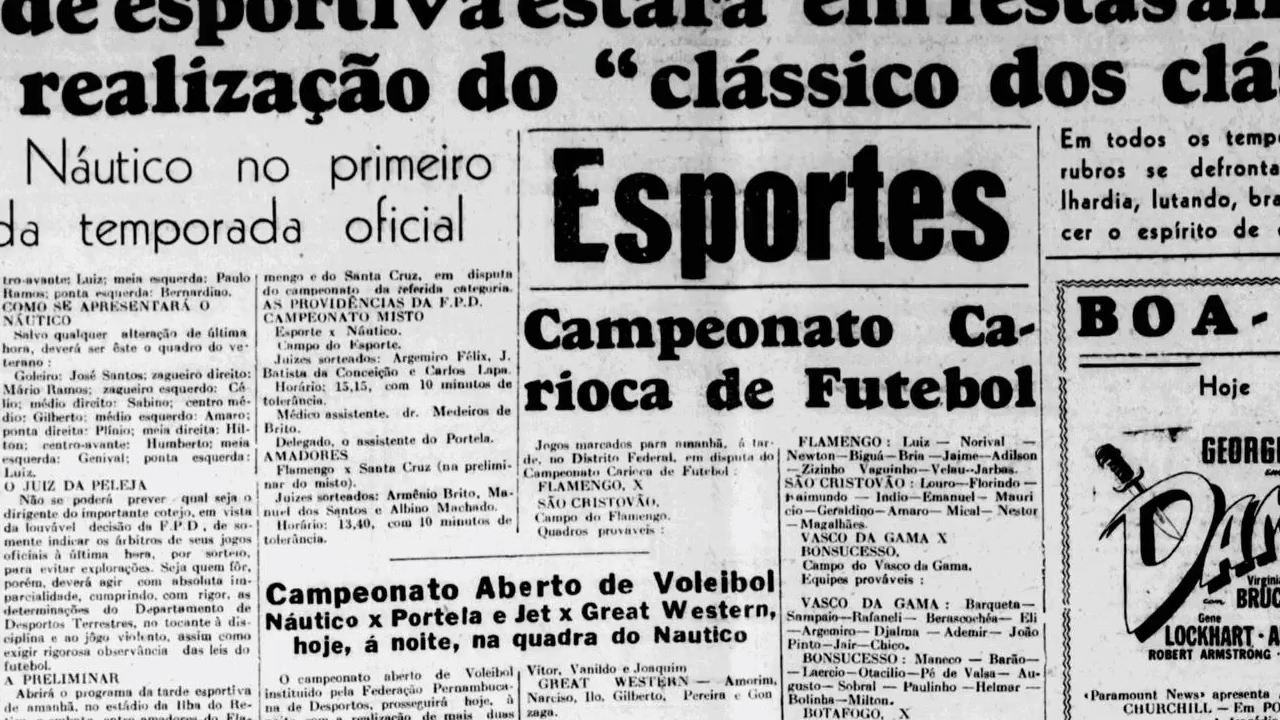 de esportiva estará em festas
realização do “clássico dos clá
Náutico no primeiro
da temporada oficial
tro-avante: Luiz; meia esquerda: Paulo
Ramos; ponta esquerda: Bernardino.
COMO SE APRESENTARÁ O
NÁUTICO
Salvo qualquer alteração de última
hora, deverá ser êste o quadro do ve-
terano :
Goleiro: José Santos; zagueiro direito:
Mário Ramos; zagueiro esquerdo: Cé-
lio; médio direito: Sabino; centro mé-
dio: Gilberto; médio esquerdo: Amaro;
ponta direita: Plínio; meia direita: Hil-
ton; centro-avante: Humberto; meia
esquerda: Genival; ponta esquerda:
Luiz.
O JUIZ DA PELEJA
Não se poderá prever qual seja o
dirigente do importante cotejo, em vista
da louvável decisão da F.P.D., de so-
mente indicar os árbitros de seus jogos
oficiais à última hora, por sorteio,
para evitar explorações. Seja quem fôr,
porém, deverá agir com absoluta im-
parcialidade, cumprindo, com rigor, as
determinações do Departamento de
Desportos Terrestres, no tocante à dis-
ciplina e ao jôgo violento, assim como
exigir rigorosa observância das leis do
futebol.
A PRELIMINAR
Abrirá o programa da tarde esportiva
de amanhã, no estádio da Ilha do Re-
mengo e do Santa Cruz, em disputa
do campeonato da referida categoria.
AS PROVIDÊNCIAS DA F.P.D.
CAMPEONATO MISTO
Esporte x Náutico.
Campo do Esporte.
Juizes sorteados: Argemiro Félix, J.
Batista da Conceição e Carlos Lapa.
Horário: 15,15, com 10 minutos de
tolerância.
Médico assistente, dr. Medeiros de
Brito.
Delegado, o assistente do Portela.
AMADORES
Flamengo x Santa Cruz (na prelimi-
nar do misto).
Juizes sorteados: Armênio Brito, Ma-
nuel dos Santos e Albino Machado.
Horário: 13,40, com 10 minutos de
tolerância.
Campeonato Aberto de Voleibol
Náutico x Portela e Jet x Great Western,
hoje, á noite, na quadra do Nautico
O campeonato aberto de Voleibol
instituido pela Federação Pernambuca-
na de Desportos, prosseguirá hoje, à
noite com a realização de mais duas
Vitor, Vanildo e Jonquim
GREAT WESTERN — Amorim,
Narciso, Ilo, Gilberto, Pereira e Gon
zaga.
Esportes
Campeonato Ca-
rioca de Futebol
Jogos marcados para amanhã, á tar-
de, no Distrito Federal, em disputa do
Campeonato Carioca de Futebol :
FLAMENGO, X
SÃO CRISTOVÃO,
Campo do Flamengo.
Quadros prováveis :
FLAMENGO : Luiz — Norival —
Newton—Biguá—Bria —Jaime—Adilson
—Zizinho Vaguinho—Velau—Jarbas.
SÃO CRISTOVÃO : Louro—Florindo —
Raimundo — Indio—Emanuel — Mauri
cio—Geraldino—Amaro — Mical— Nestor
—Magalhães.
VASCO DA GAMA X
BONSUCESSO,
Campo do Vasco da Gama.
Equipes prováveis :
VASCO DA GAMA : Barqueta—
Sampaio—Rafaneli — Berascochêa— Eli
—Argemiro— Djalma — Ademir— João
Pinto—Jair—Chico.
BONSUCESSO : Maneco — Barão—
—Laercio—Otacilio—Pé de Valsa— Au-
gusto— Sobral — Paulinho — Helmar —
Bolinha—Milton.
BOTAFOGO, X
Em todos os temp
rubros se defronta
lhardia, lutando, bra
cer o espírito de
BOA-
Hoje
GEORGE
Virginia
BRUC
Gene
LOCKHART · A
ROBERT ARMSTRONG ·
«Paramount News» apresenta
CHURCHILL. — Em PO